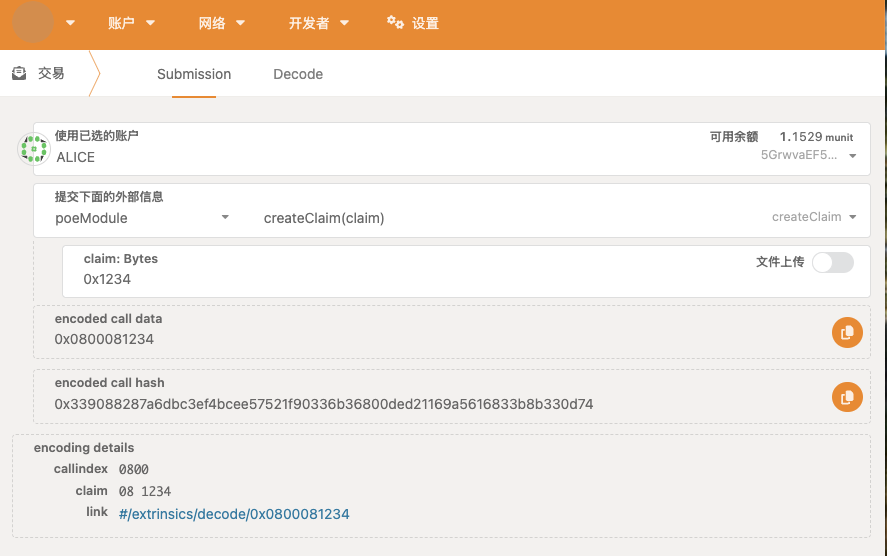 账户 网络 开发者 设置
交易 Submission Decode
使用已选的账户 可用余额 1.1529 munit
ALICE 5GrwvaEF5...
提交下面的外部信息
poeModule createClaim(claim) createClaim
claim: Bytes 文件上传
0x1234
encoded call data
0x0800081234
encoded call hash
0x339088287a6dbc3ef4bcee57521f90336b36800ded21169a5616833b8b330d74
encoding details
callindex 0800
claim 08 1234
link #/extrinsics/decode/0x0800081234